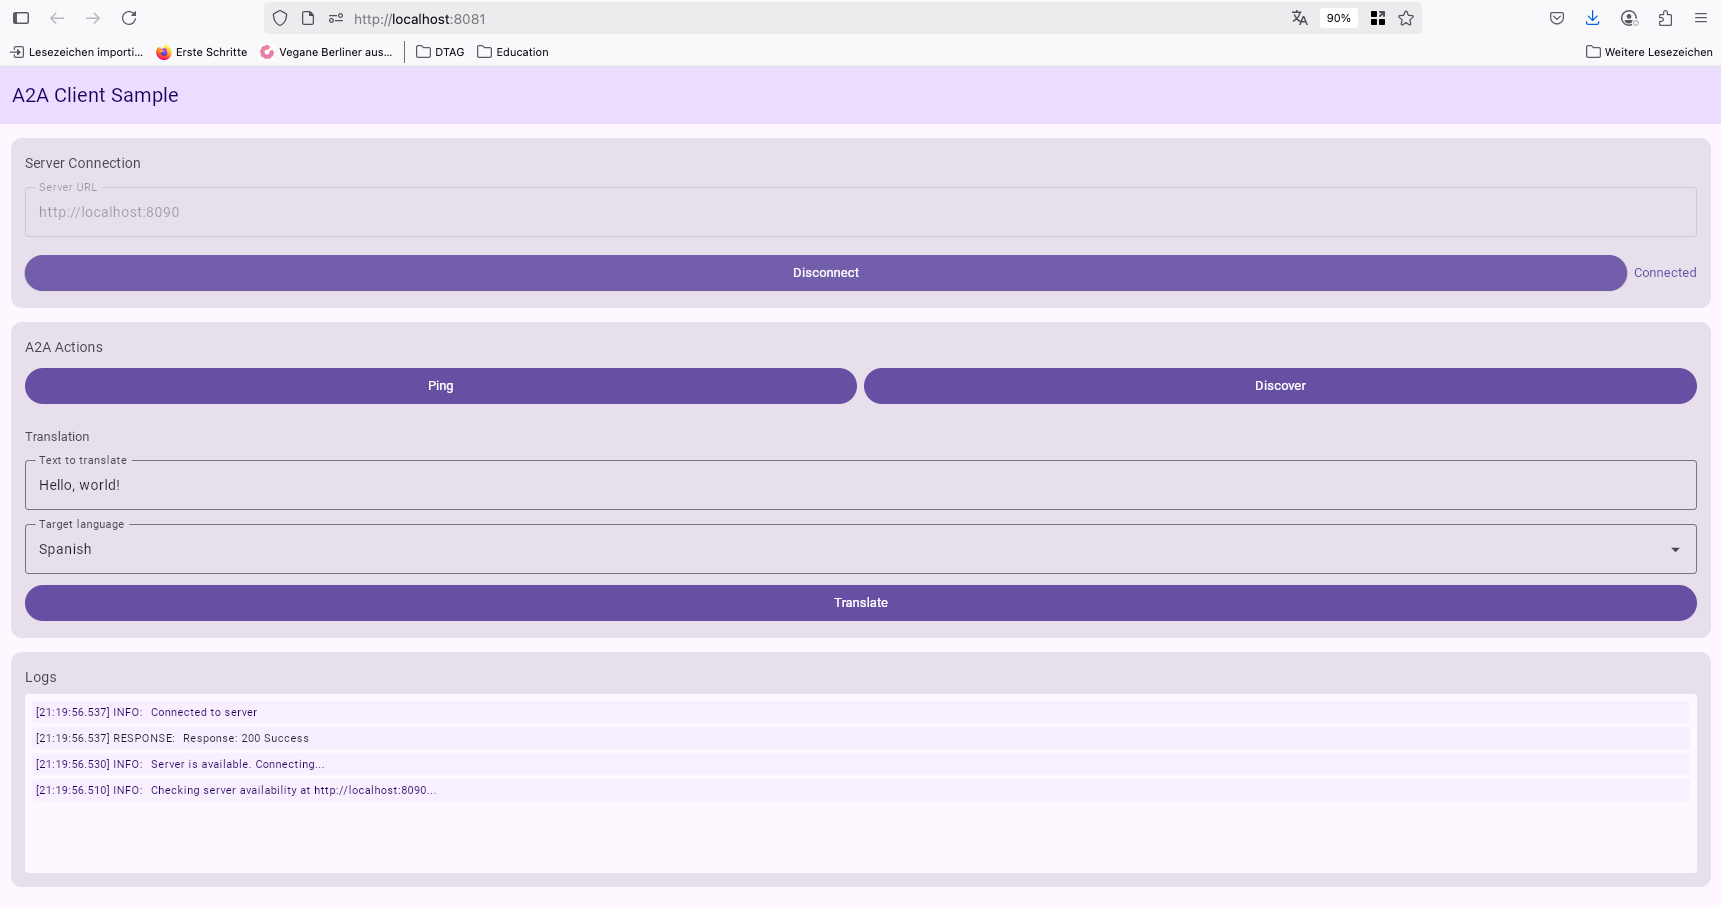 http://localhost:8081
90%
Lesezeichen importi...
Erste Schritte
Vegane Berliner aus...
DTAG
Education
Weitere Lesezeichen
A2A Client Sample
Server Connection
Server URL
http://localhost:8090
Disconnect
Connected
A2A Actions
Ping
Discover
Translation
Text to translate
Hello, world!
Target language
Spanish
Translate
Logs
[21:19:56.537] INFO: Connected to server
[21:19:56.537] RESPONSE: Response: 200 Success
[21:19:56.530] INFO: Server is available. Connecting...
[21:19:56.510] INFO: Checking server availability at http://localhost:8090...